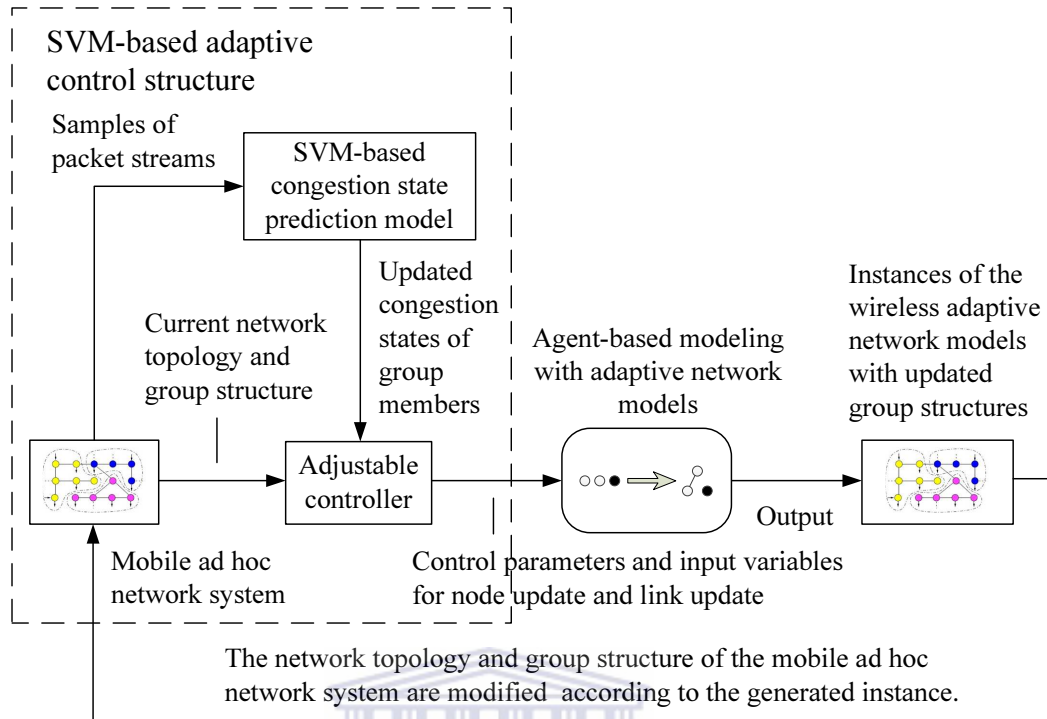 SVM-based adaptive
control structure
Samples of
packet streams
SVM-based
congestion state
prediction model
Updated
congestion
states of
group
members
Current network
topology and
group structure
Adjustable
controller
Mobile ad hoc
network system
Agent-based modeling
with adaptive network
models
Instances of the
wireless adaptive
network models
with updated
group structures
Output
Control parameters and input variables
for node update and link update
The network topology and group structure of the mobile ad hoc
network system are modified according to the generated instance.